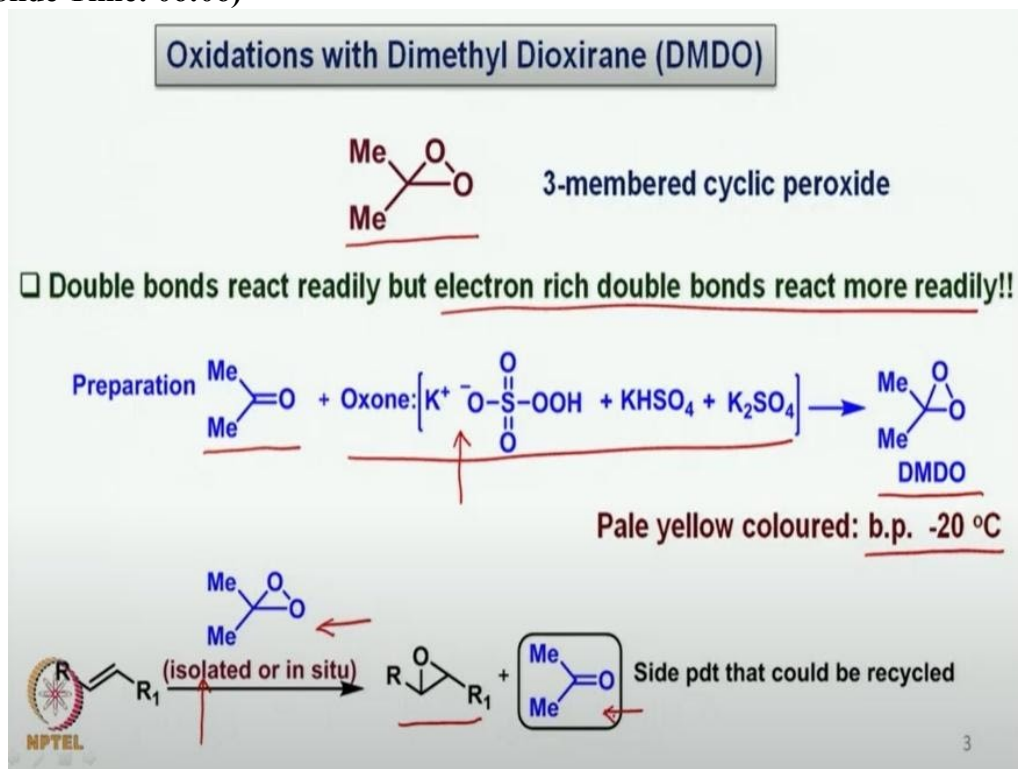 Oxidations with Dimethyl Dioxirane (DMDO)
Me O
O
Me
3-membered cyclic peroxide
❑ Double bonds react readily but electron rich double bonds react more readily!!
Preparation Me =O Me + Oxone:[K⁺ ⁻O–S–OOH O O + KHSO₄ + K₂SO₄] Me O O Me
DMDO
Pale yellow coloured: b.p. -20 ºC
Me O
O
Me
R R₁ (isolated or in situ) R O R₁ + Me =O Me Side pdt that could be recycled
NPTEL
3